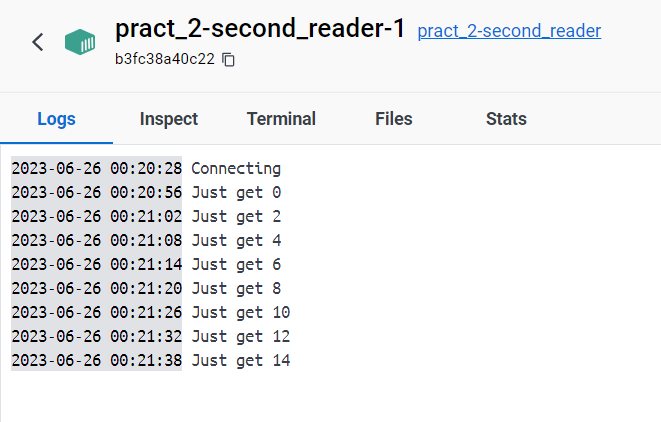 pract_2-second_reader-1 pract_2-second_reader
b3fc38a40c22
Logs Inspect Terminal Files Stats
2023-06-26 00:20:28 Connecting
2023-06-26 00:20:56 Just get 0
2023-06-26 00:21:02 Just get 2
2023-06-26 00:21:08 Just get 4
2023-06-26 00:21:14 Just get 6
2023-06-26 00:21:20 Just get 8
2023-06-26 00:21:26 Just get 10
2023-06-26 00:21:32 Just get 12
2023-06-26 00:21:38 Just get 14